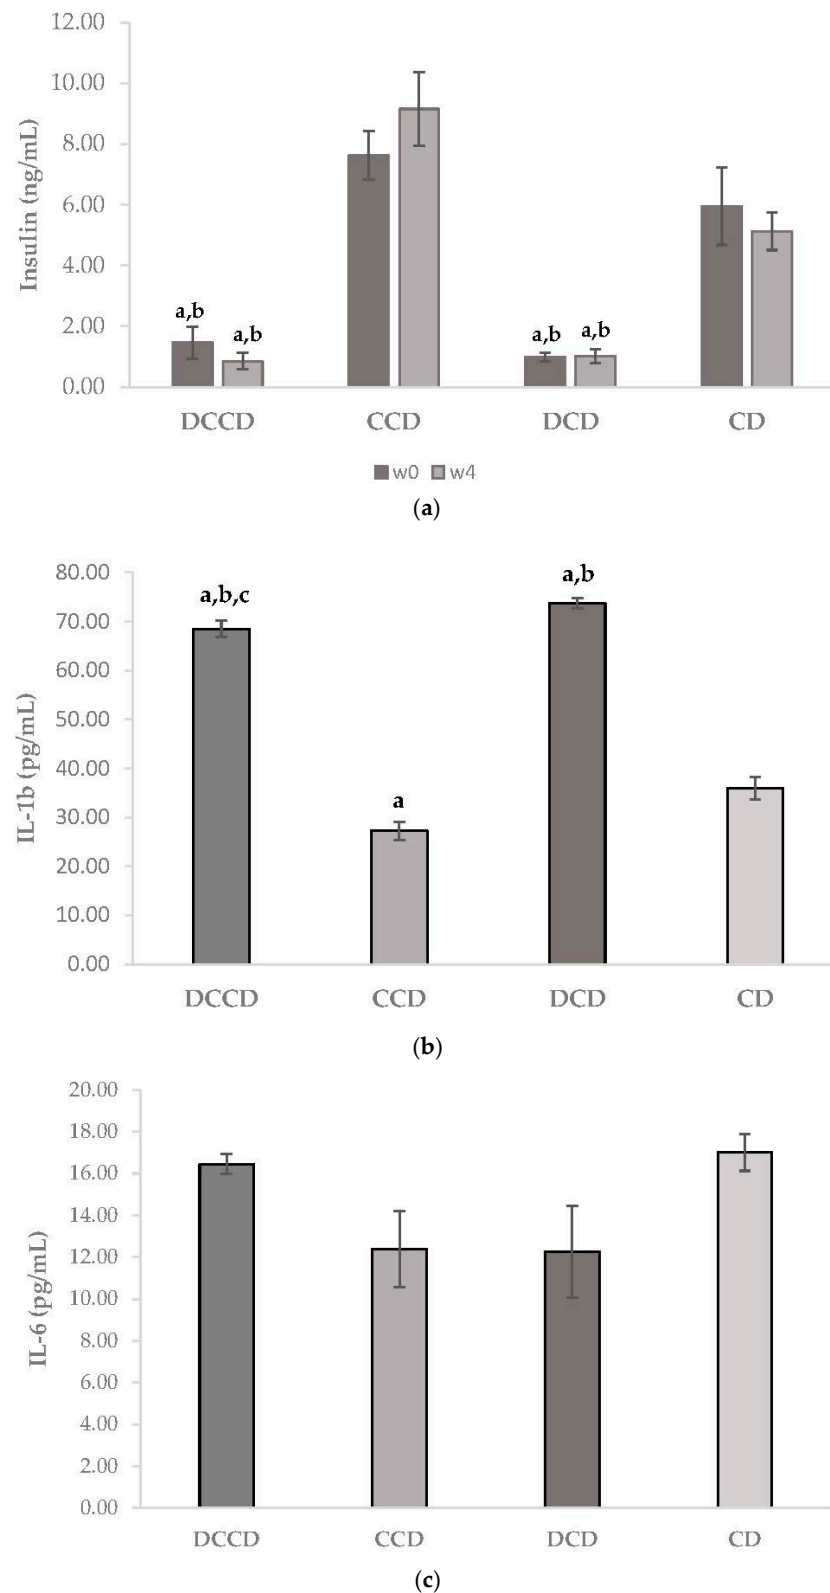 12.00
10.00
8.00
6.00
4.00
2.00
0.00
Insulin (ng/mL)
a,b
a,b
a,b
a,b
DCCD CCD DCD CD
w0 w4
(a)
80.00
70.00
60.00
50.00
40.00
30.00
20.00
10.00
0.00
IL-1b (pg/mL)
a,b,c
a
a,b
DCCD CCD DCD CD
(b)
20.00
18.00
16.00
14.00
12.00
10.00
8.00
6.00
4.00
2.00
0.00
IL-6 (pg/mL)
DCCD CCD DCD CD
(c)